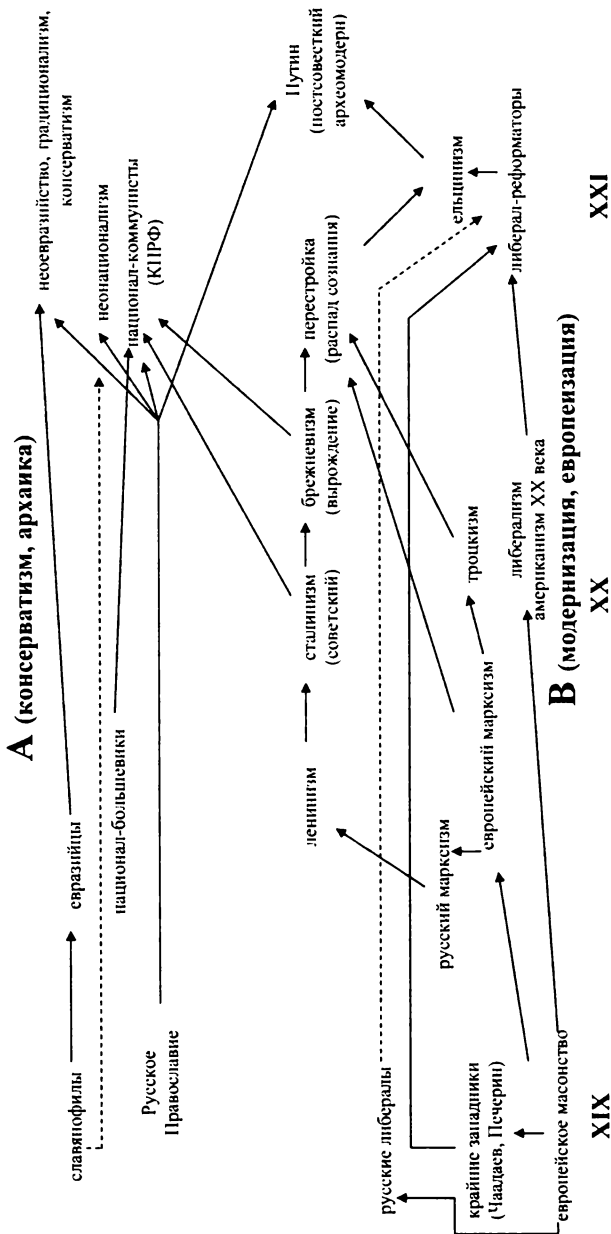 А (консерватизм, архаика)
славянофилы
евразийцы
неоевразийство, традиционализм,
консерватизм
национал-большевики
неонационализм
национал-коммунисты
(КПРФ)
Русское
Православие
Путин
(постсовесткий
археомодерн)
ленинизм
сталинизм
(советский)
брежневизм
(вырождение)
перестройка
(распад сознания)
ельцинизм
русские либералы
русский марксизм
троцкизм
крайние западники
(Чаадаев, Печерин)
европейский марксизм
либерализм
американизм XX века
либерал-реформаторы
европейское масонство
В (модернизация, европеизация)
XIX
XX
XXI